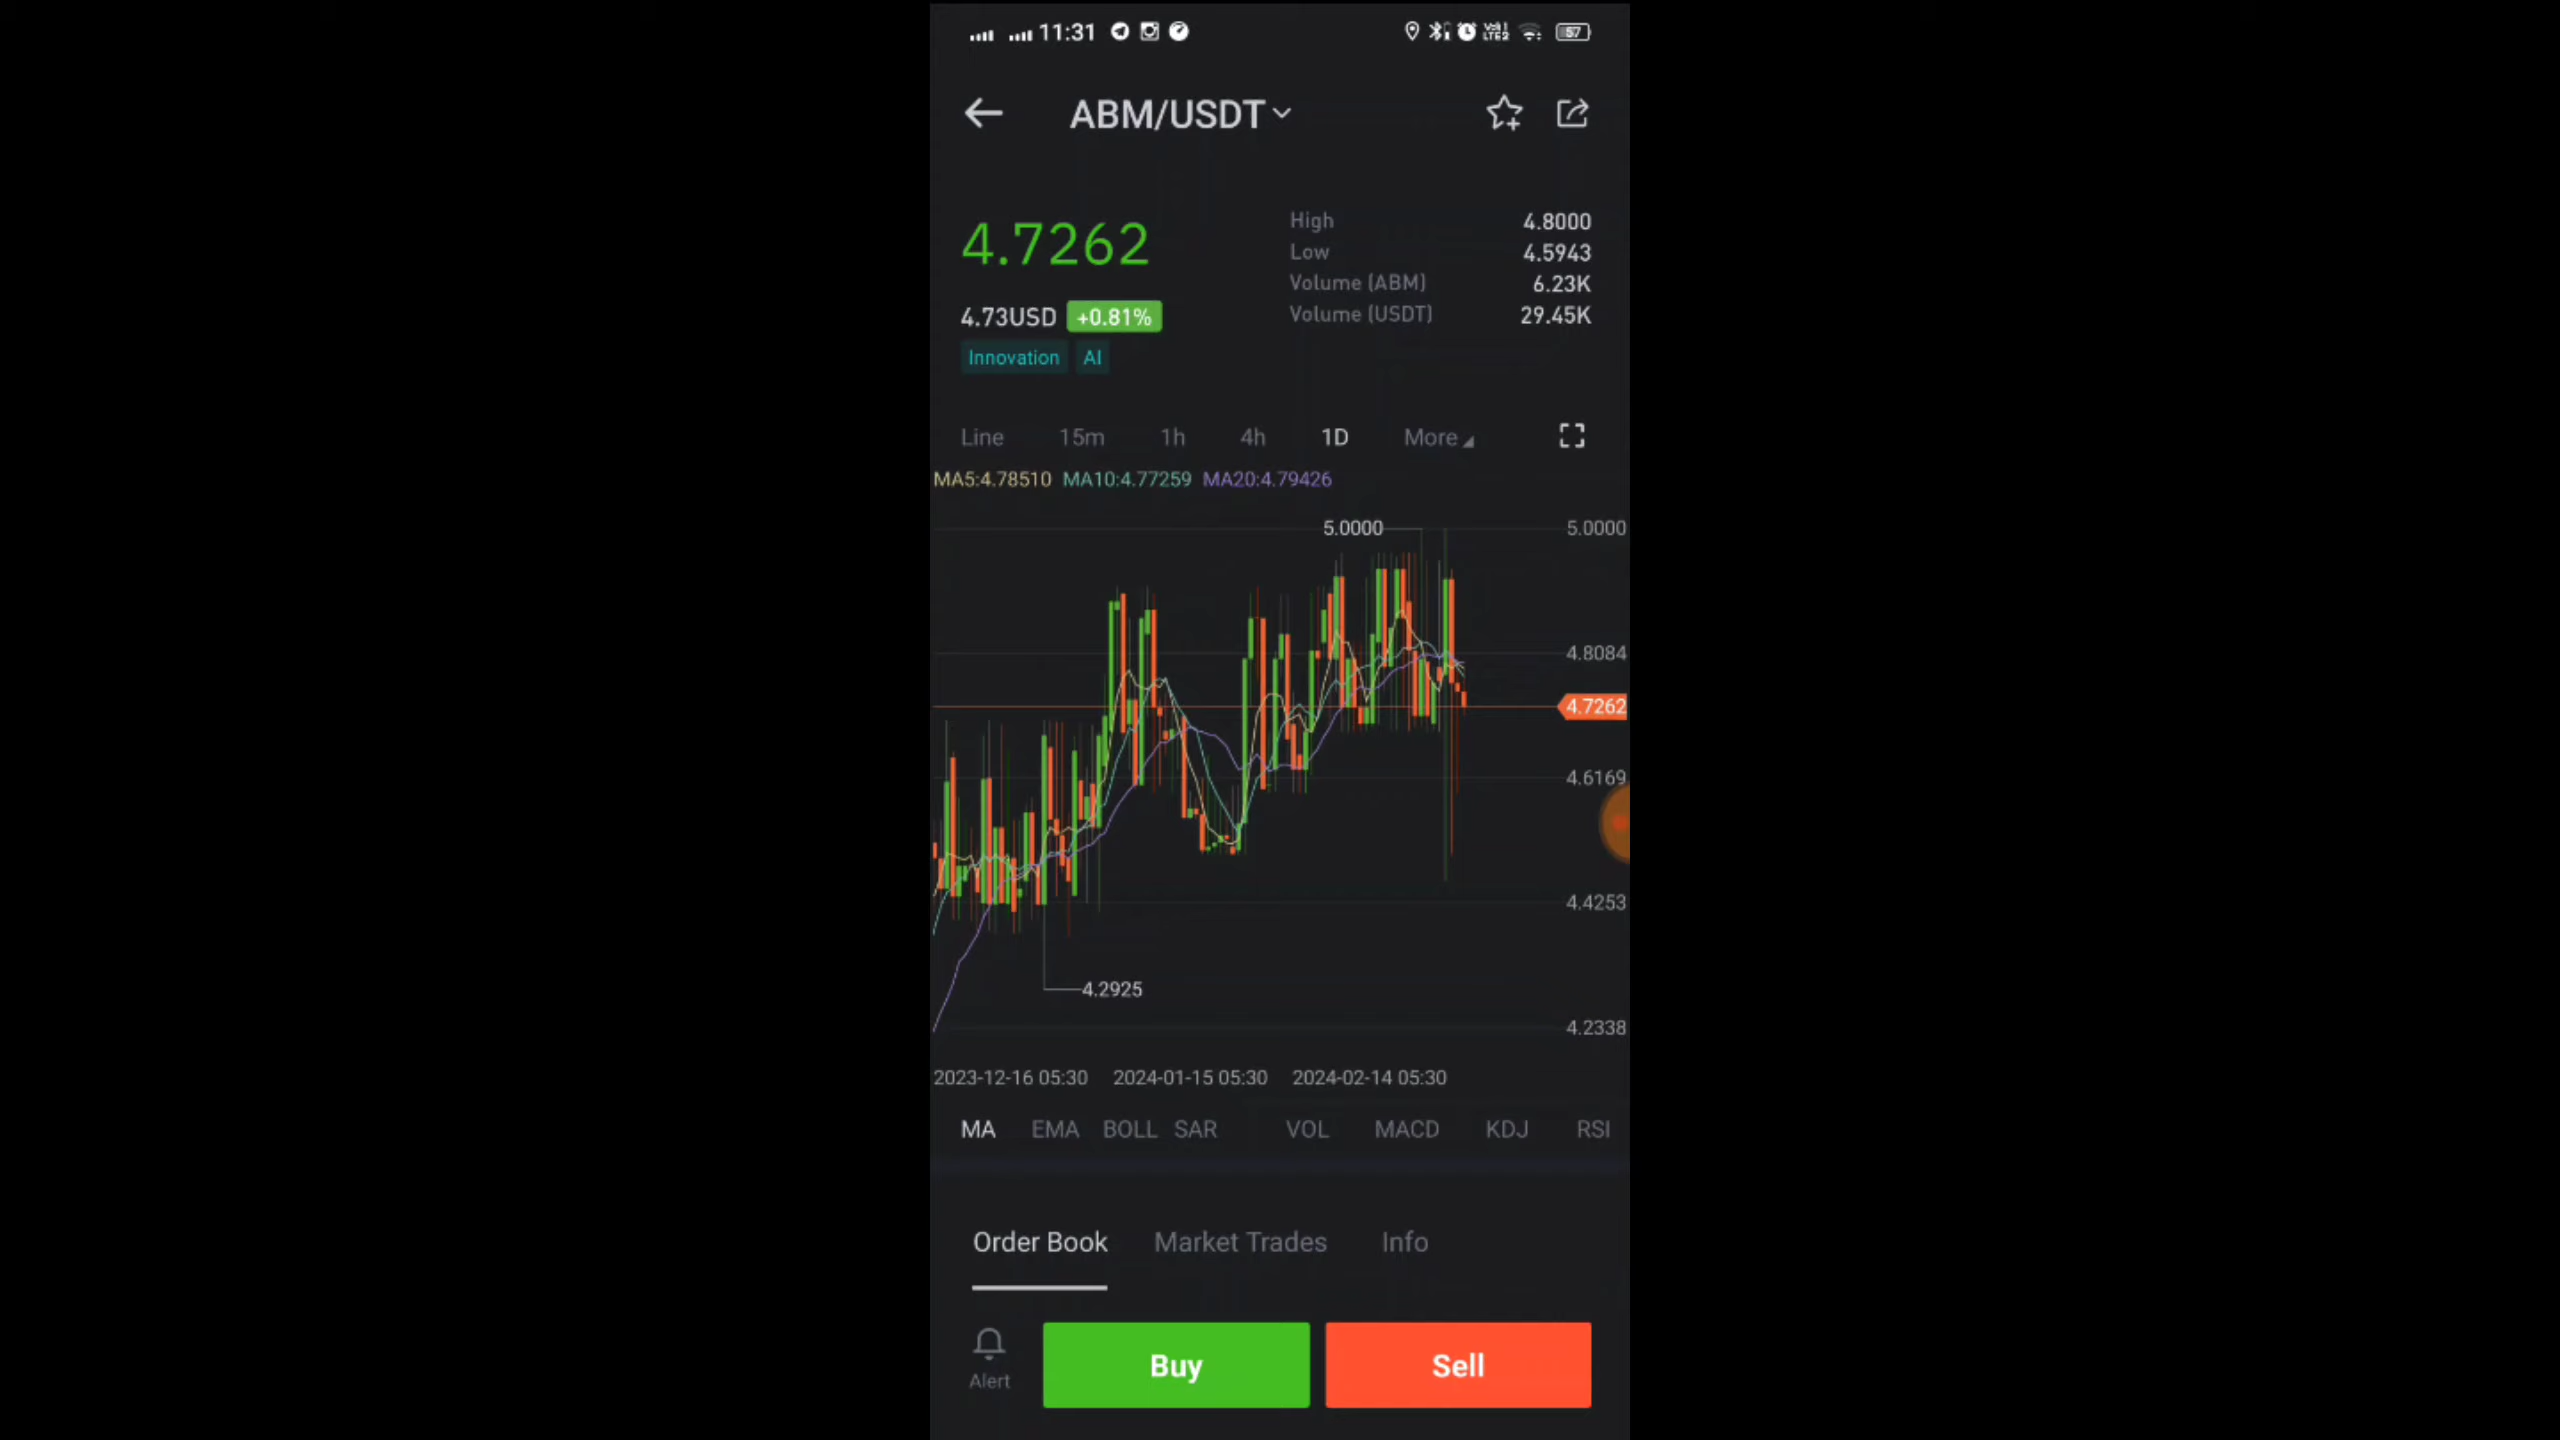 11:31 57
ABM/USDT
4.7262
High 4.8000
Low 4.5943
Volume (ABM) 6.23K
Volume (USDT) 29.45K
4.73USD +0.81%
Innovation AI
Line 15m 1h 4h 1D More
MA5:4.78510 MA10:4.77259 MA20:4.79426
5.0000 5.0000
4.8084
4.7262
4.6169
4.4253
4.2925
4.2338
2023-12-16 05:30 2024-01-15 05:30 2024-02-14 05:30
MA EMA BOLL SAR VOL MACD KDJ RSI
Order Book Market Trades Info
Alert Buy Sell